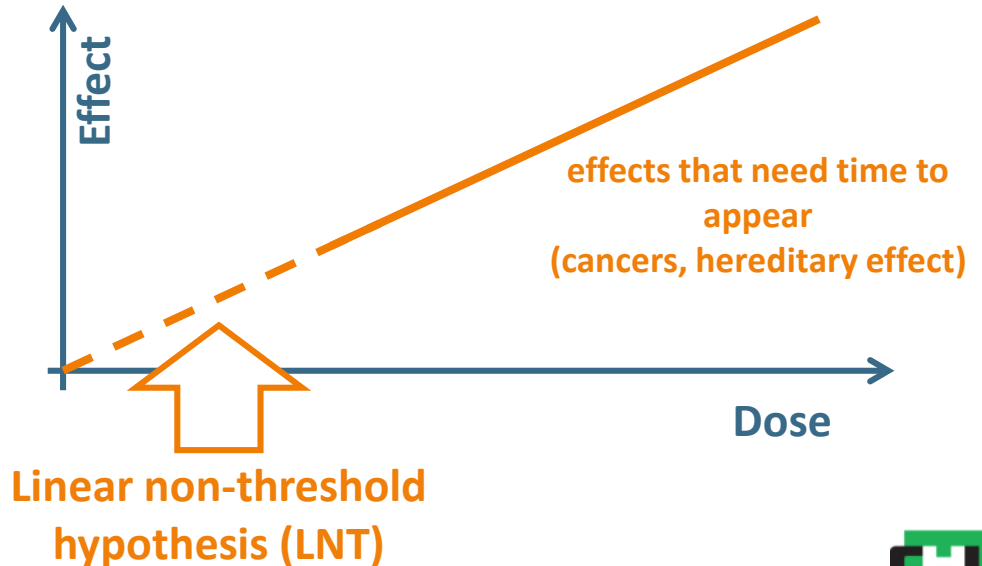 Effect
effects that need time to
appear
(cancers, hereditary effect)
Dose
Linear non-threshold
hypothesis (LNT)